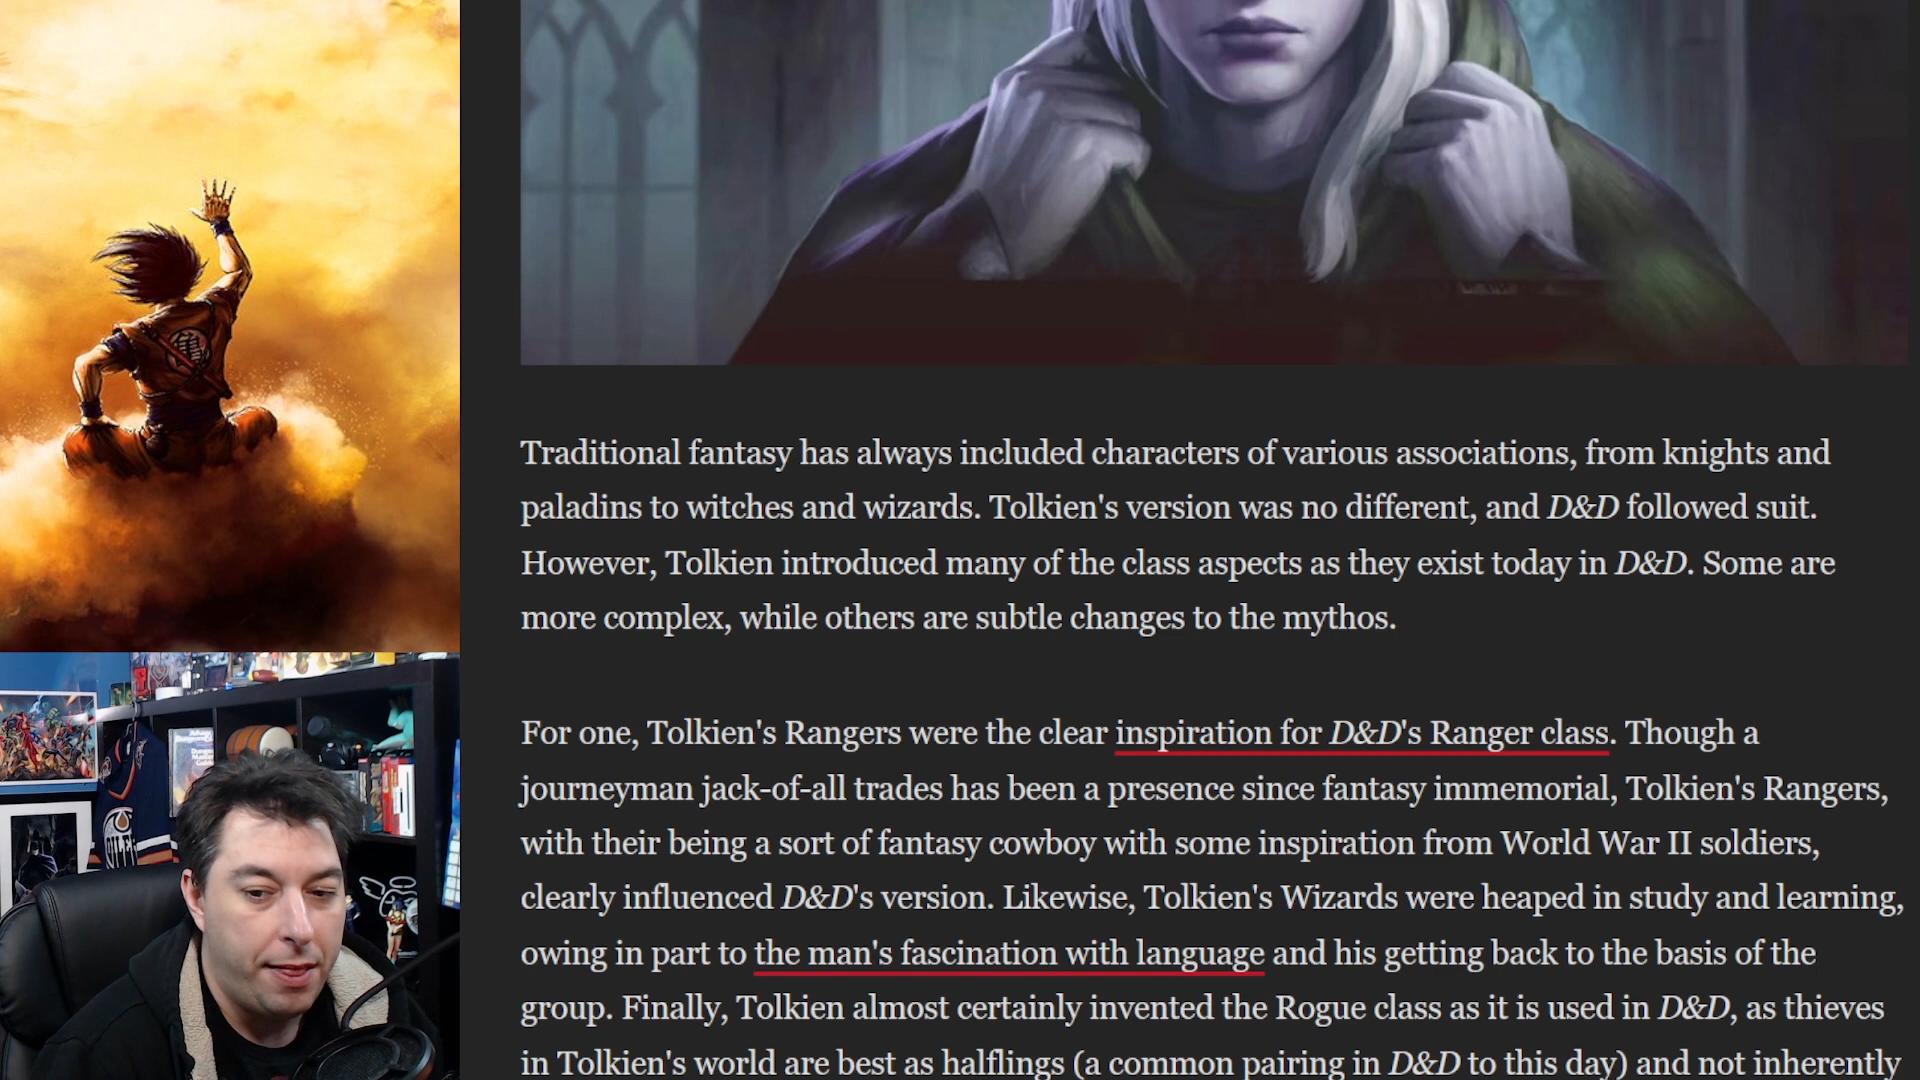 Traditional fantasy has always included characters of various associations, from knights and
paladins to witches and wizards. Tolkien's version was no different, and D&D followed suit.
However, Tolkien introduced many of the class aspects as they exist today in D&D. Some are
more complex, while others are subtle changes to the mythos.
For one, Tolkien's Rangers were the clear inspiration for D&D's Ranger class. Though a
journeyman jack-of-all trades has been a presence since fantasy immemorial, Tolkien's Rangers,
with their being a sort of fantasy cowboy with some inspiration from World War II soldiers,
clearly influenced D&D's version. Likewise, Tolkien's Wizards were heaped in study and learning,
owing in part to the man's fascination with language and his getting back to the basis of the
group. Finally, Tolkien almost certainly invented the Rogue class as it is used in D&D, as thieves
in Tolkien's world are best as halflings (a common pairing in D&D to this day) and not inherently